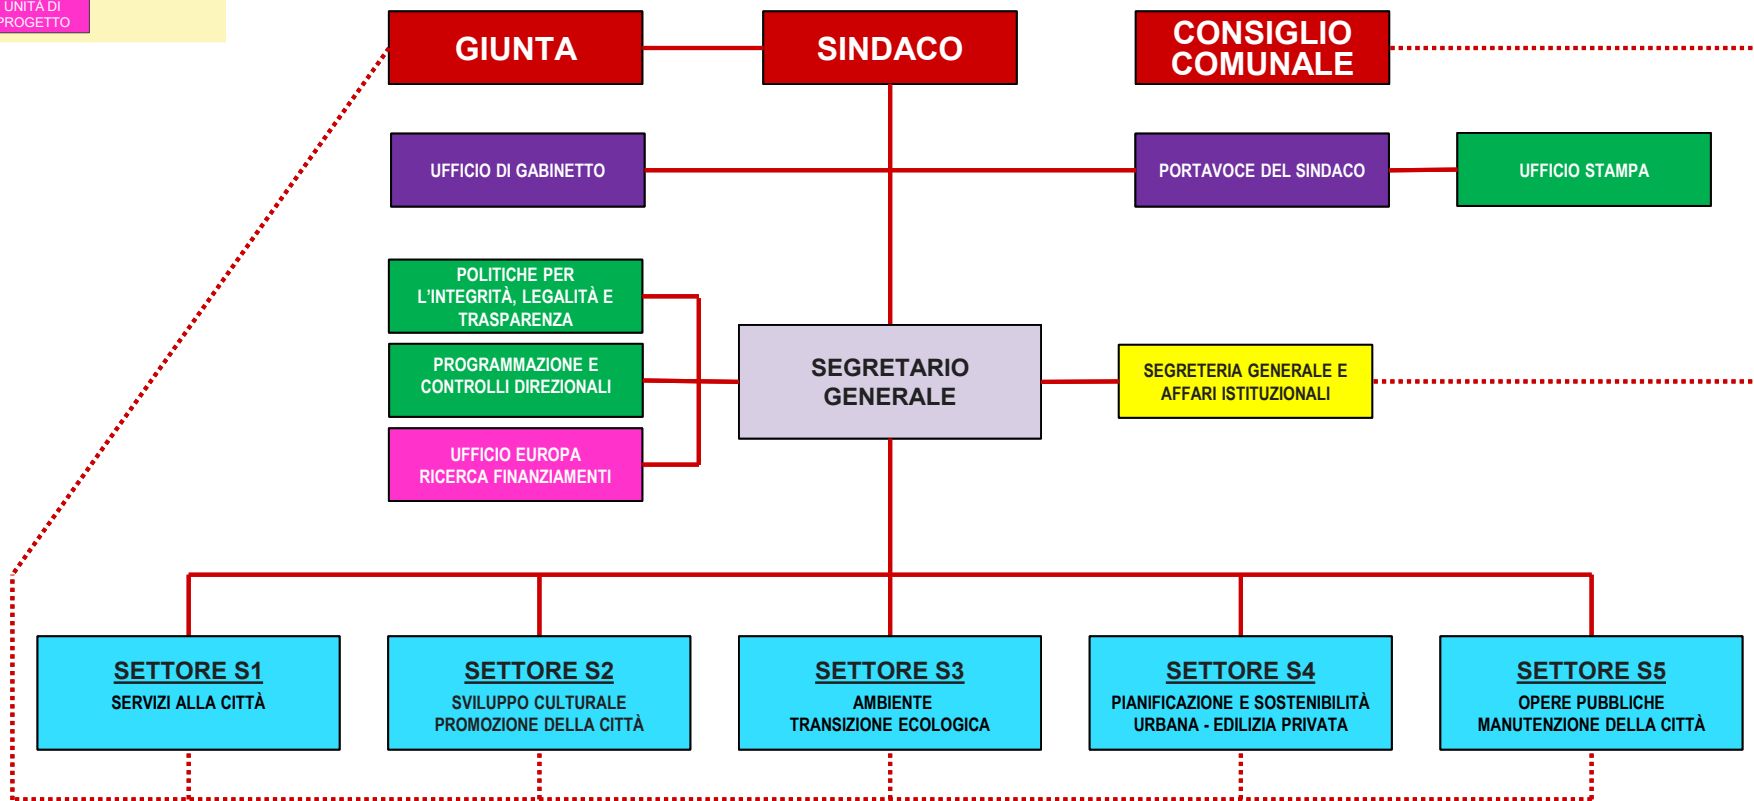 UNITÀ DI
PROGETTO
GIUNTA
SINDACO
CONSIGLIO
COMUNALE
UFFICIO DI GABINETTO
PORTAVOCE DEL SINDACO
UFFICIO STAMPA
POLITICHE PER
L'INTEGRITÀ, LEGALITÀ E
TRASPARENZA
PROGRAMMAZIONE E
CONTROLLI DIREZIONALI
UFFICIO EUROPA
RICERCA FINANZIAMENTI
SEGRETARIO
GENERALE
SEGRETERIA GENERALE E
AFFARI ISTITUZIONALI
SETTORE S1
SERVIZI ALLA CITTÀ
SETTORE S2
SVILUPPO CULTURALE
PROMOZIONE DELLA CITTÀ
SETTORE S3
AMBIENTE
TRANSIZIONE ECOLOGICA
SETTORE S4
PIANIFICAZIONE E SOSTENIBILITÀ
URBANA - EDILIZIA PRIVATA
SETTORE S5
OPERE PUBBLICHE
MANUTENZIONE DELLA CITTÀ